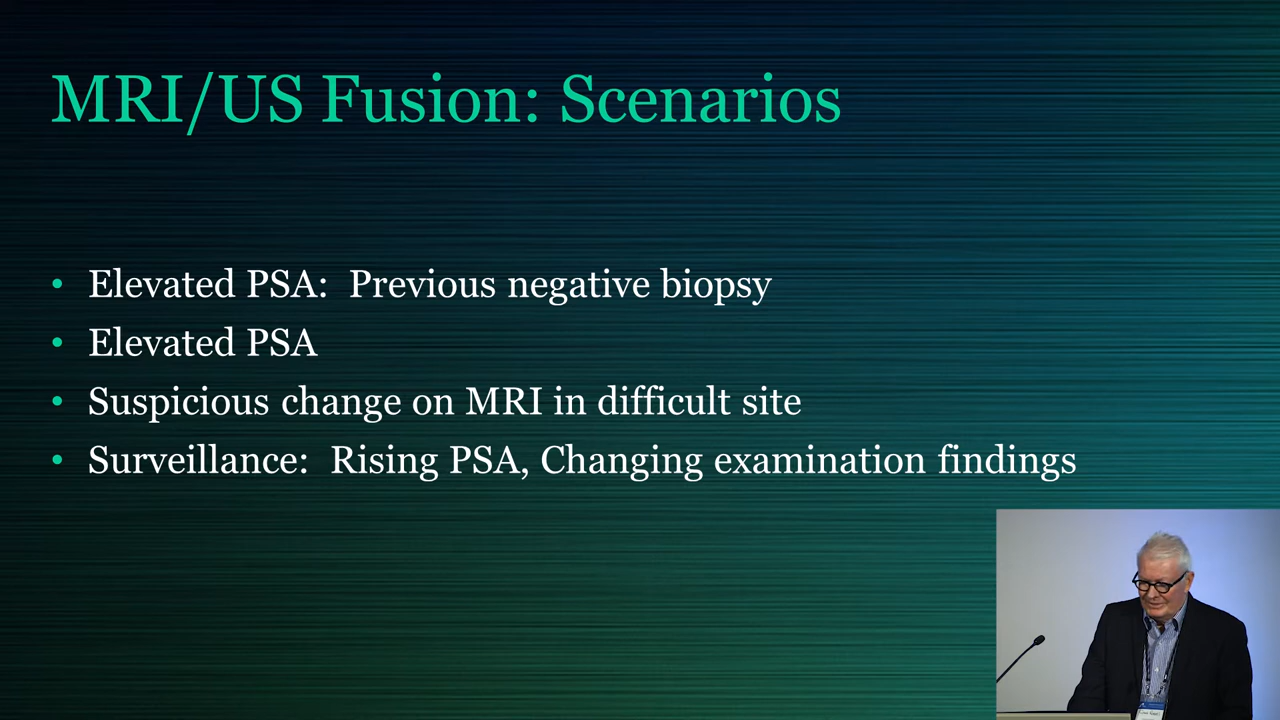 MRI/US Fusion: Scenarios
• Elevated PSA: Previous negative biopsy
• Elevated PSA
• Suspicious change on MRI in difficult site
• Surveillance: Rising PSA, Changing examination findings